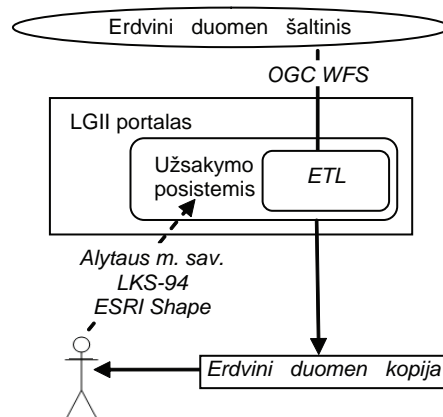 Erdvini duomen šaltinis
OGC WFS
LGII portalas
Užsakymo
posistemis
ETL
Alytaus m. sav.
LKS-94
ESRI Shape
Erdvini duomen kopija